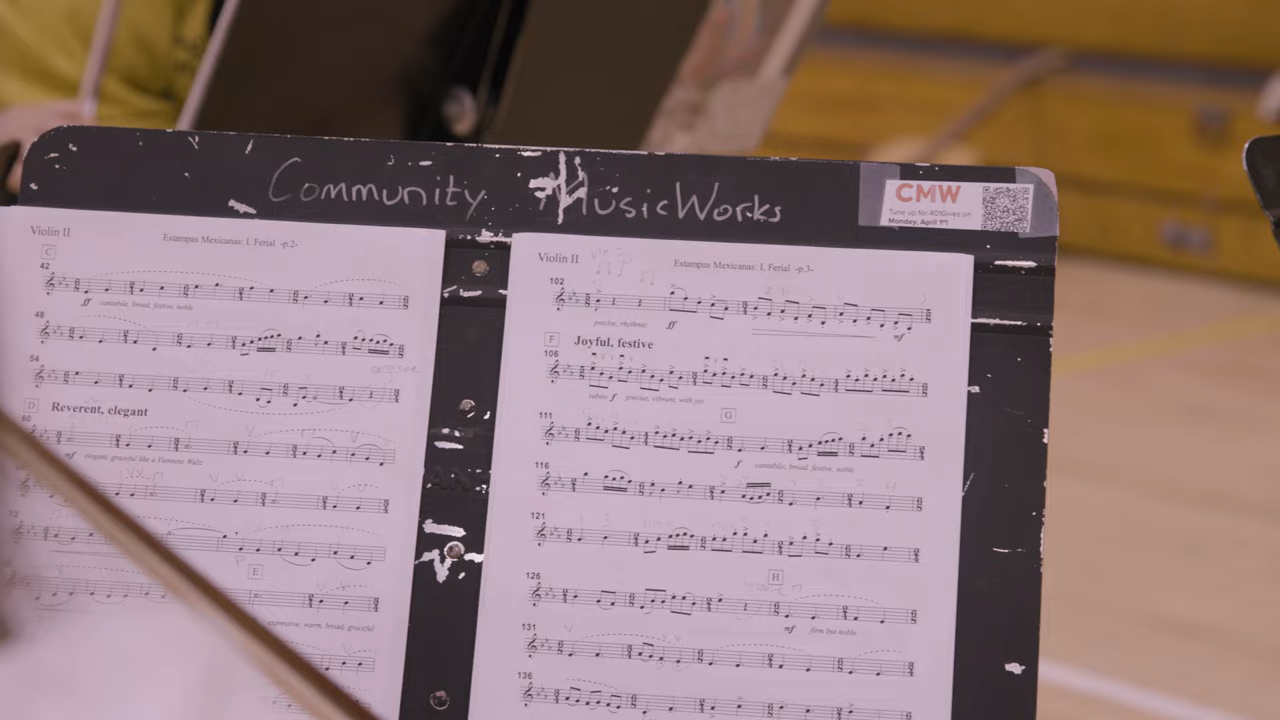 Community MusicWorks
CMW
Tune up for 401Gives on
Monday, April 1st!
Violin II
Estampas Mexicanas: I. Ferial -p.2-
C
42
ff cantabile, broad, festive, noble
48
54
D Reverent, elegant
60
mf elegant, graceful like a Viennese Waltz
72
E
expressive, warm, broad, graceful
Violin II
Estampas Mexicanas: I. Ferial -p.3-
102
precise, rhythmic ff
mf
F Joyful, festive
106
subito f precise, vibrant, with joy
G
111
f cantabile, broad, festive, noble
116
121
H
126
mf firm but noble
131
136